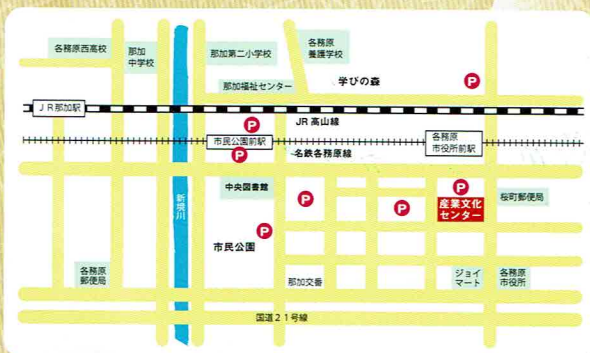 各務原西高校
那加
中学校
那加第二小学校
各務原
養護学校
那加福祉センター
学びの森
P
JR那加駅
JR高山線
P
市民公園前駅
名鉄各務原線
各務原
市役所前駅
P
新境川
中央図書館
P
P
P
産業文化
センター
桜町郵便局
P
市民公園
各務原
郵便局
那加交番
ジョイ
マート
各務原
市役所
国道21号線